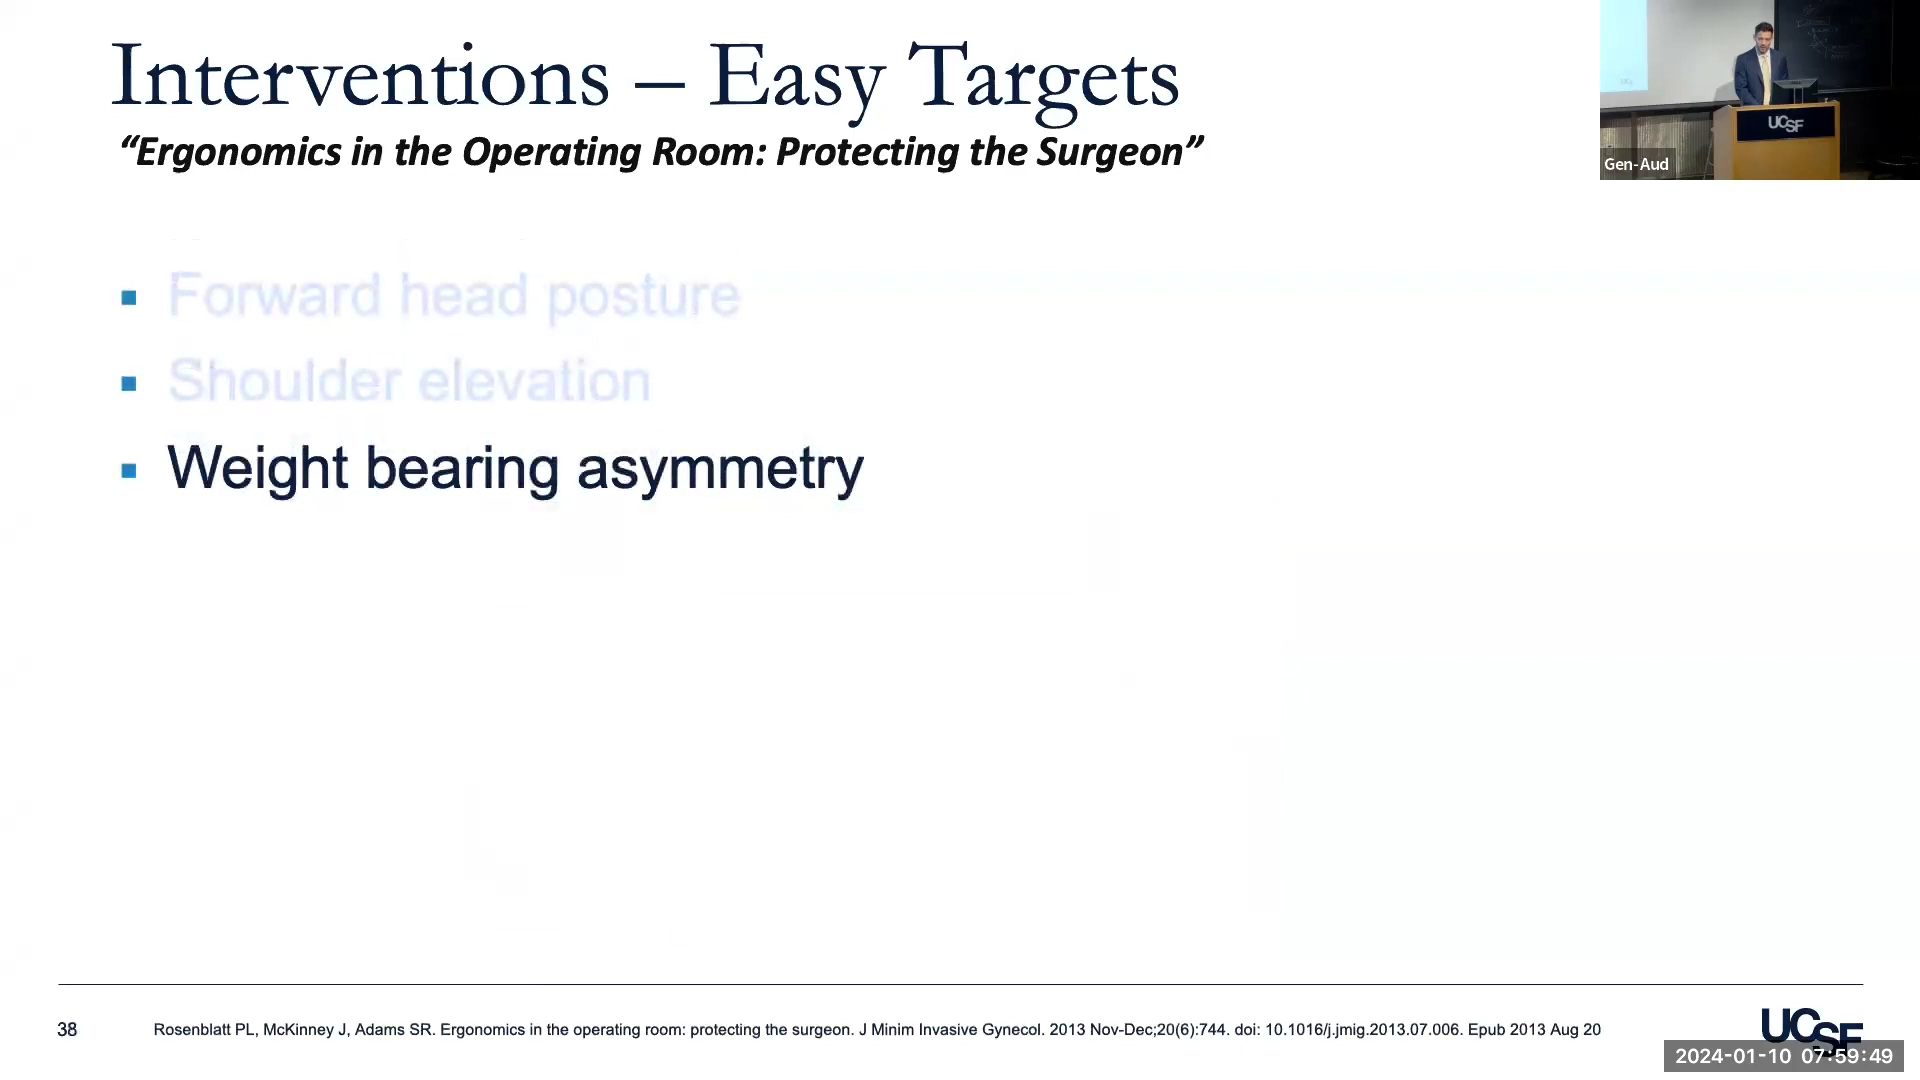 Interventions – Easy Targets
“Ergonomics in the Operating Room: Protecting the Surgeon”
UCSF
Gen-Aud
▪ Forward head posture
▪ Shoulder elevation
▪ Weight bearing asymmetry
38
Rosenblatt PL, McKinney J, Adams SR. Ergonomics in the operating room: protecting the surgeon. J Minim Invasive Gynecol. 2013 Nov-Dec;20(6):744. doi: 10.1016/j.jmig.2013.07.006. Epub 2013 Aug 20
UCSF
2024-01-10 07:59:49